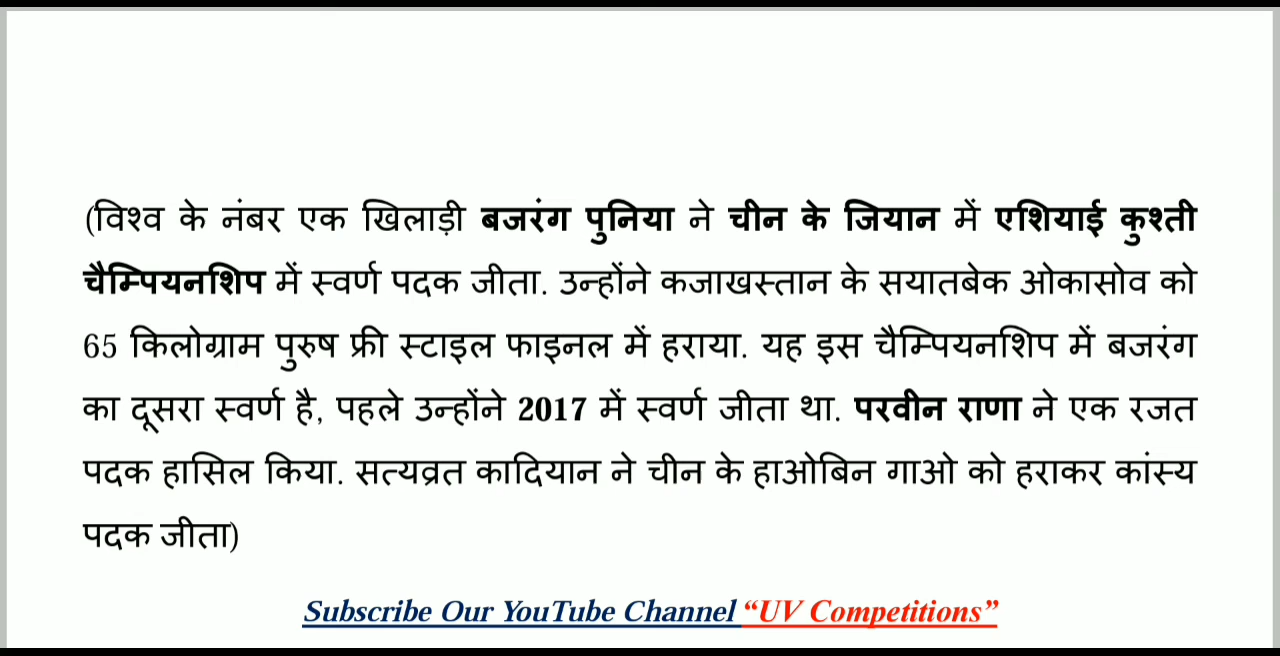 (विश्व के नंबर एक खिलाड़ी बजरंग पुनिया ने चीन के जियान में एशियाई कुश्ती
चैम्पियनशिप में स्वर्ण पदक जीता. उन्होंने कजाखस्तान के सयातबेक ओकासोव को
65 किलोग्राम पुरुष फ्री स्टाइल फाइनल में हराया. यह इस चैम्पियनशिप में बजरंग
का दूसरा स्वर्ण है, पहले उन्होंने 2017 में स्वर्ण जीता था. परवीन राणा ने एक रजत
पदक हासिल किया. सत्यव्रत कादियान ने चीन के हाओबिन गाओ को हराकर कांस्य
पदक जीता)
Subscribe Our YouTube Channel “UV Competitions”